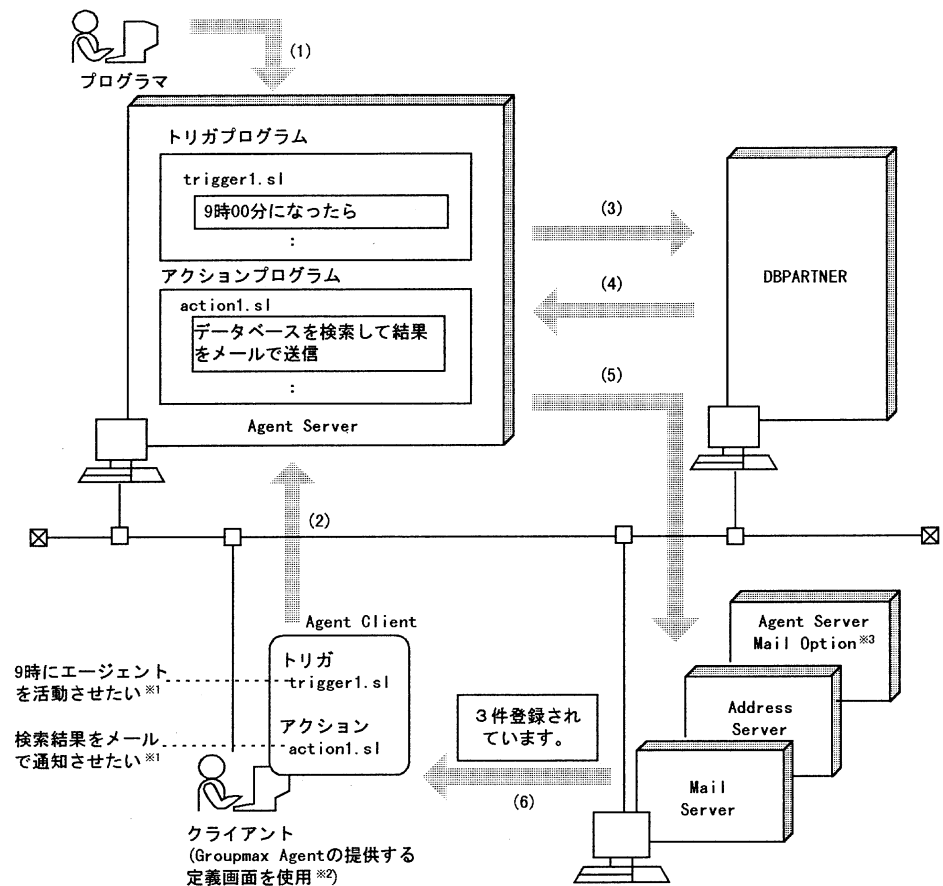 (1)
プログラマ
トリガプログラム
trigger1.sl
9時00分になったら
:
アクションプログラム
action1.sl
データベースを検索して結果
をメールで送信
:
Agent Server
(3)
(4)
(5)
DBPARTNER
(2)
Agent Client
トリガ
trigger1.sl
アクション
action1.sl
9時にエージェント
を活動させたい※1
検索結果をメール
で通知させたい※1
クライアント
(Groupmax Agentの提供する
定義画面を使用※2)
3件登録され
ています。
(6)
Agent Server
Mail Option※3
Address
Server
Mail
Server